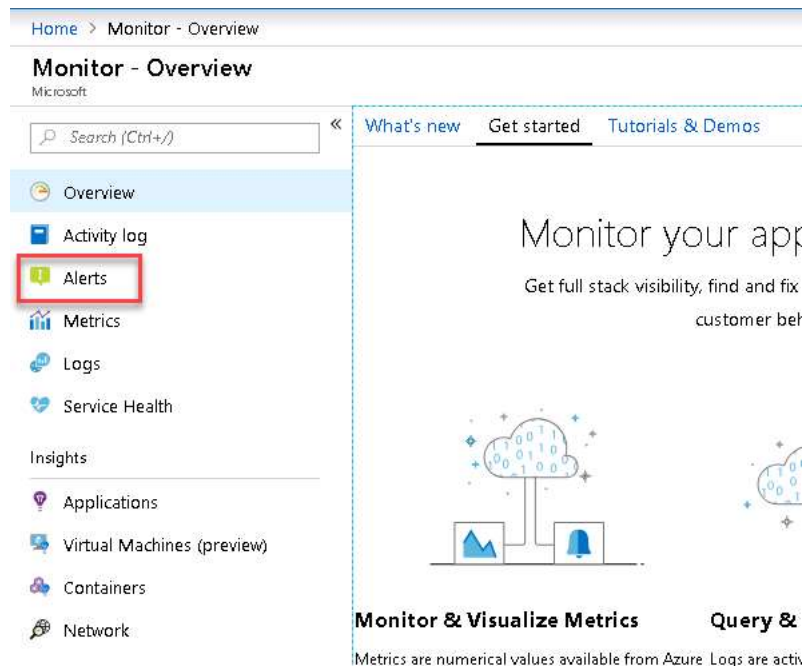 Home > Monitor - Overview
Monitor - Overview
Microsoft
Search (Ctrl+/)
«
Overview
Activity log
Alerts
Metrics
Logs
Service Health
Insights
Applications
Virtual Machines (preview)
Containers
Network
What's new Get started Tutorials & Demos
Monitor your app
Get full stack visibility, find and fix
customer beh
Monitor & Visualize Metrics Query &
Metrics are numerical values available from Azure Logs are activ